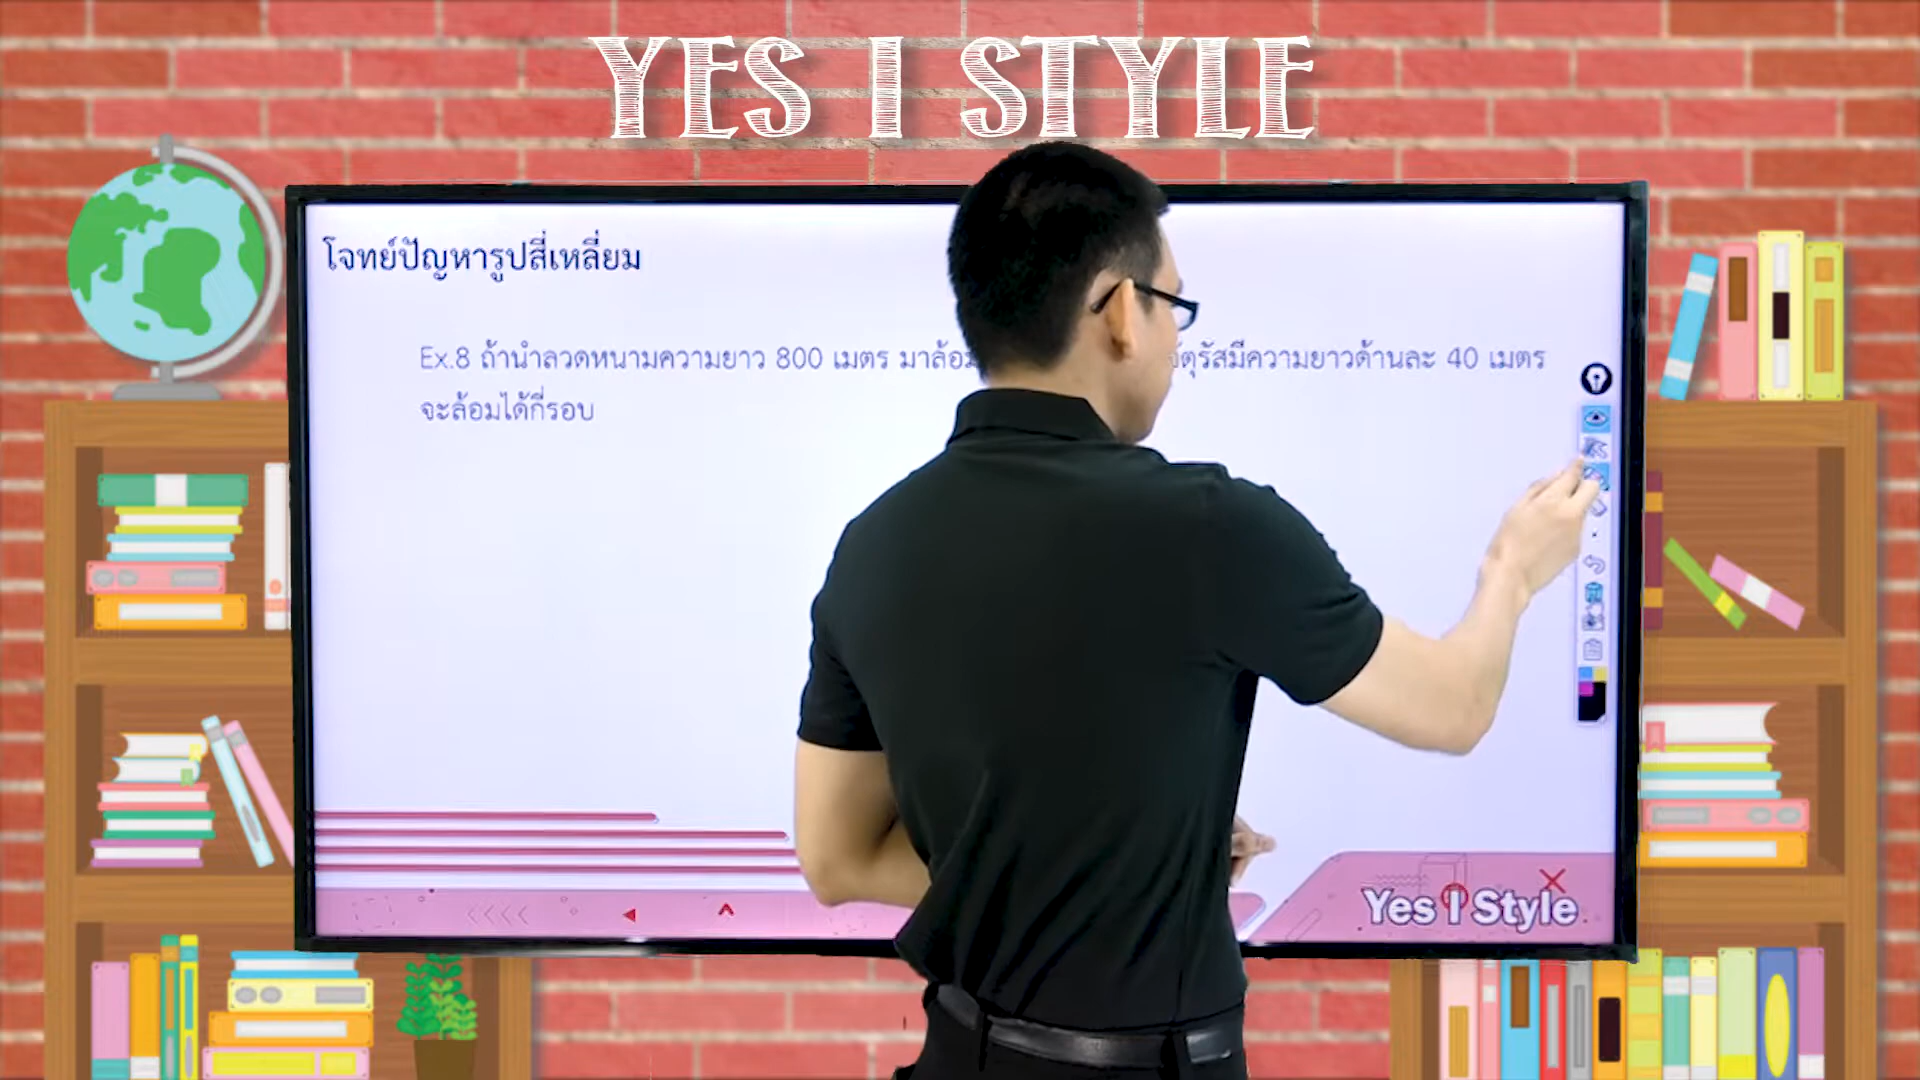 YES I STYLE
โจทย์ปัญหารูปสี่เหลี่ยม
Ex.8 ถ้านำลวดหนามความยาว 800 เมตร มาล้อม จัตุรัสมีความยาวด้านละ 40 เมตร
จะล้อมได้กี่รอบ
Yes I Style